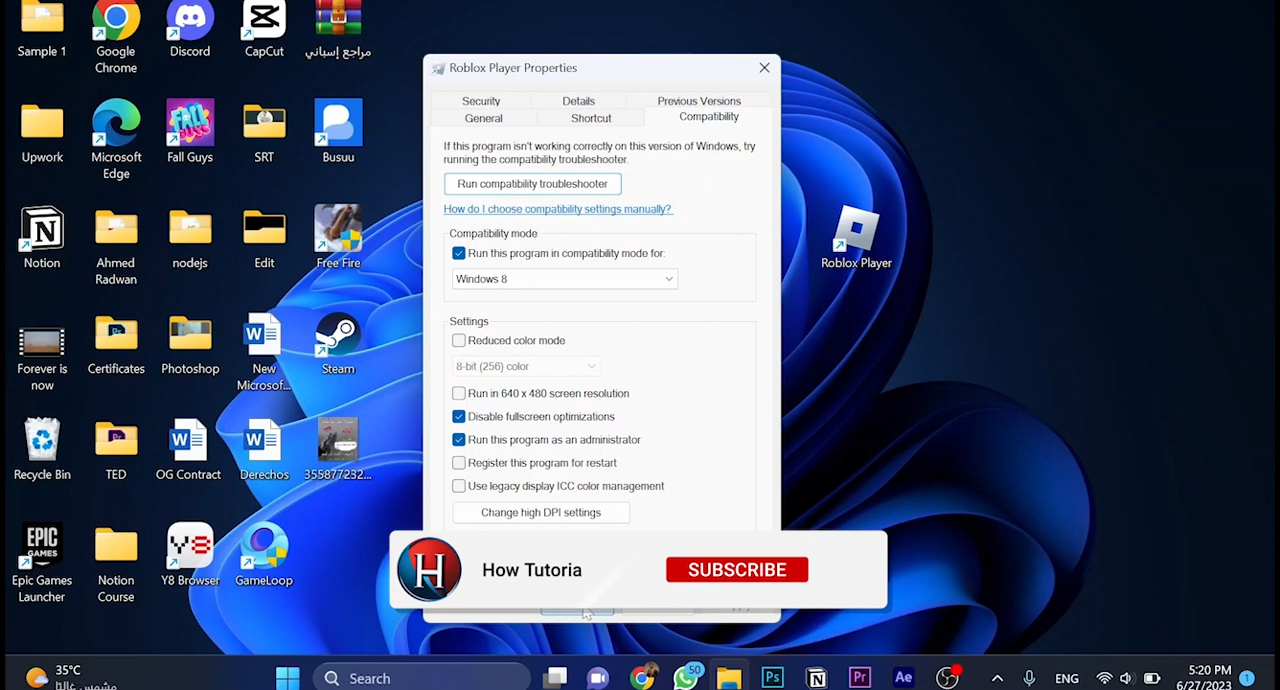 Sample 1
Google
Chrome
Discord
CapCut
مراجع إسباني
Upwork
Microsoft
Edge
Fall Guys
SRT
Busuu
Notion
Ahmed
Radwan
nodejs
Edit
Free Fire
Forever is
now
Certificates
Photoshop
New
Microsof...
Steam
Recycle Bin
TED
OG Contract
Derechos
355877232...
EPIC
GAMES
Epic Games
Launcher
Notion
Course
Y8 Browser
GameLoop
Roblox Player
Roblox Player Properties
Security
Details
Previous Versions
General
Shortcut
Compatibility
If this program isn't working correctly on this version of Windows, try
running the compatibility troubleshooter.
Run compatibility troubleshooter
How do I choose compatibility settings manually?
Compatibility mode
Run this program in compatibility mode for:
Windows 8
Settings
Reduced color mode
8-bit (256) color
Run in 640 x 480 screen resolution
Disable fullscreen optimizations
Run this program as an administrator
Register this program for restart
Use legacy display ICC color management
Change high DPI settings
H
How Tutoria
SUBSCRIBE
35°C
مشمس غالبًا
Search
50
Ps
Pr
Ae
ENG
5:20 PM
6/27/2023
1